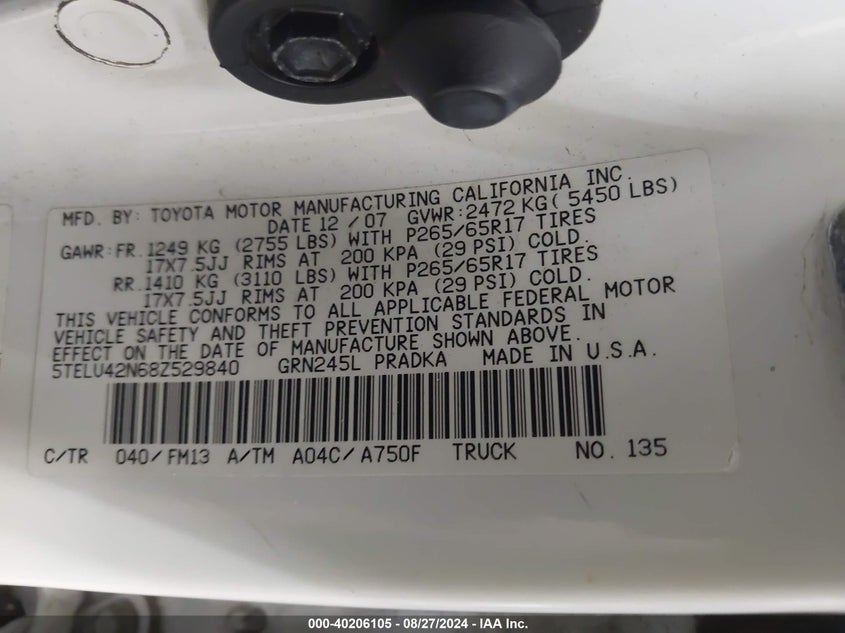 MFD. BY: TOYOTA MOTOR MANUFACTURING CALIFORNIA INC.
DATE 12 /07 GVWR:2472 KG( 5450 LBS)
GAWR:FR. 1249 KG (2755 LBS) WITH P265/65R17 TIRES
17X7.5JJ RIMS AT 200 KPA (29 PSI) COLD.
RR. 1410 KG (3110 LBS) WITH P265/65R17 TIRES
17X7.5JJ RIMS AT 200 KPA (29 PSI) COLD.
THIS VEHICLE CONFORMS TO ALL APPLICABLE FEDERAL MOTOR
VEHICLE SAFETY AND THEFT PREVENTION STANDARDS IN
EFFECT ON THE DATE OF MANUFACTURE SHOWN ABOVE.
5TELU42N68Z529840 GRN245L PRADKA MADE IN U.S.A.
C/TR 040/FM13 A/TM A04C/A750F TRUCK NO. 135
000-40206105 - 08/27/2024 - IAA Inc.